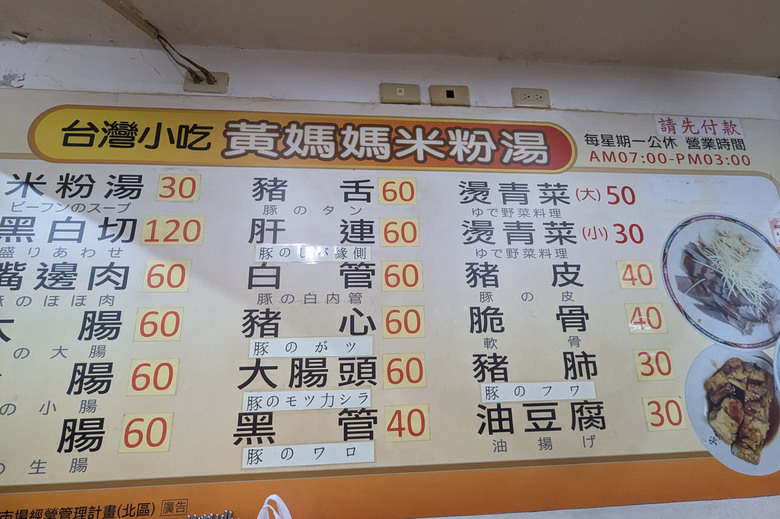 台灣小吃 黃媽媽米粉湯
請先付款
每星期一公休 營業時間
AM07:00-PM03:00
米粉湯 30
ビーフンのスープ
黑白切 120
盛りあわせ
嘴邊肉 60
豚のほほ肉
大腸 60
の大腸
腸 60
の小腸
腸 60
の生腸
豬舌 60
豚のタン
肝連 60
豚のしが縁側
白管 60
豚の白内管
豬心 60
豚のがツ
大腸頭 60
豚のモツ力シラ
黑管 40
豚のワロ
燙青菜(大) 50
ゆで野菜料理
燙青菜(小) 30
ゆで野菜料理
豬皮 40
豚の皮
脆骨 40
軟骨
豬肺 30
豚のフワ
油豆腐 30
油揚げ
市場經營管理計畫(北區) 廣告